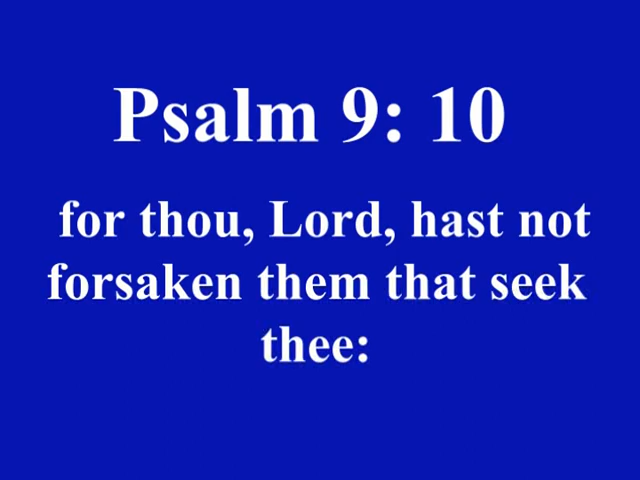 Psalm 9: 10
for thou, Lord, hast not
forsaken them that seek
thee: